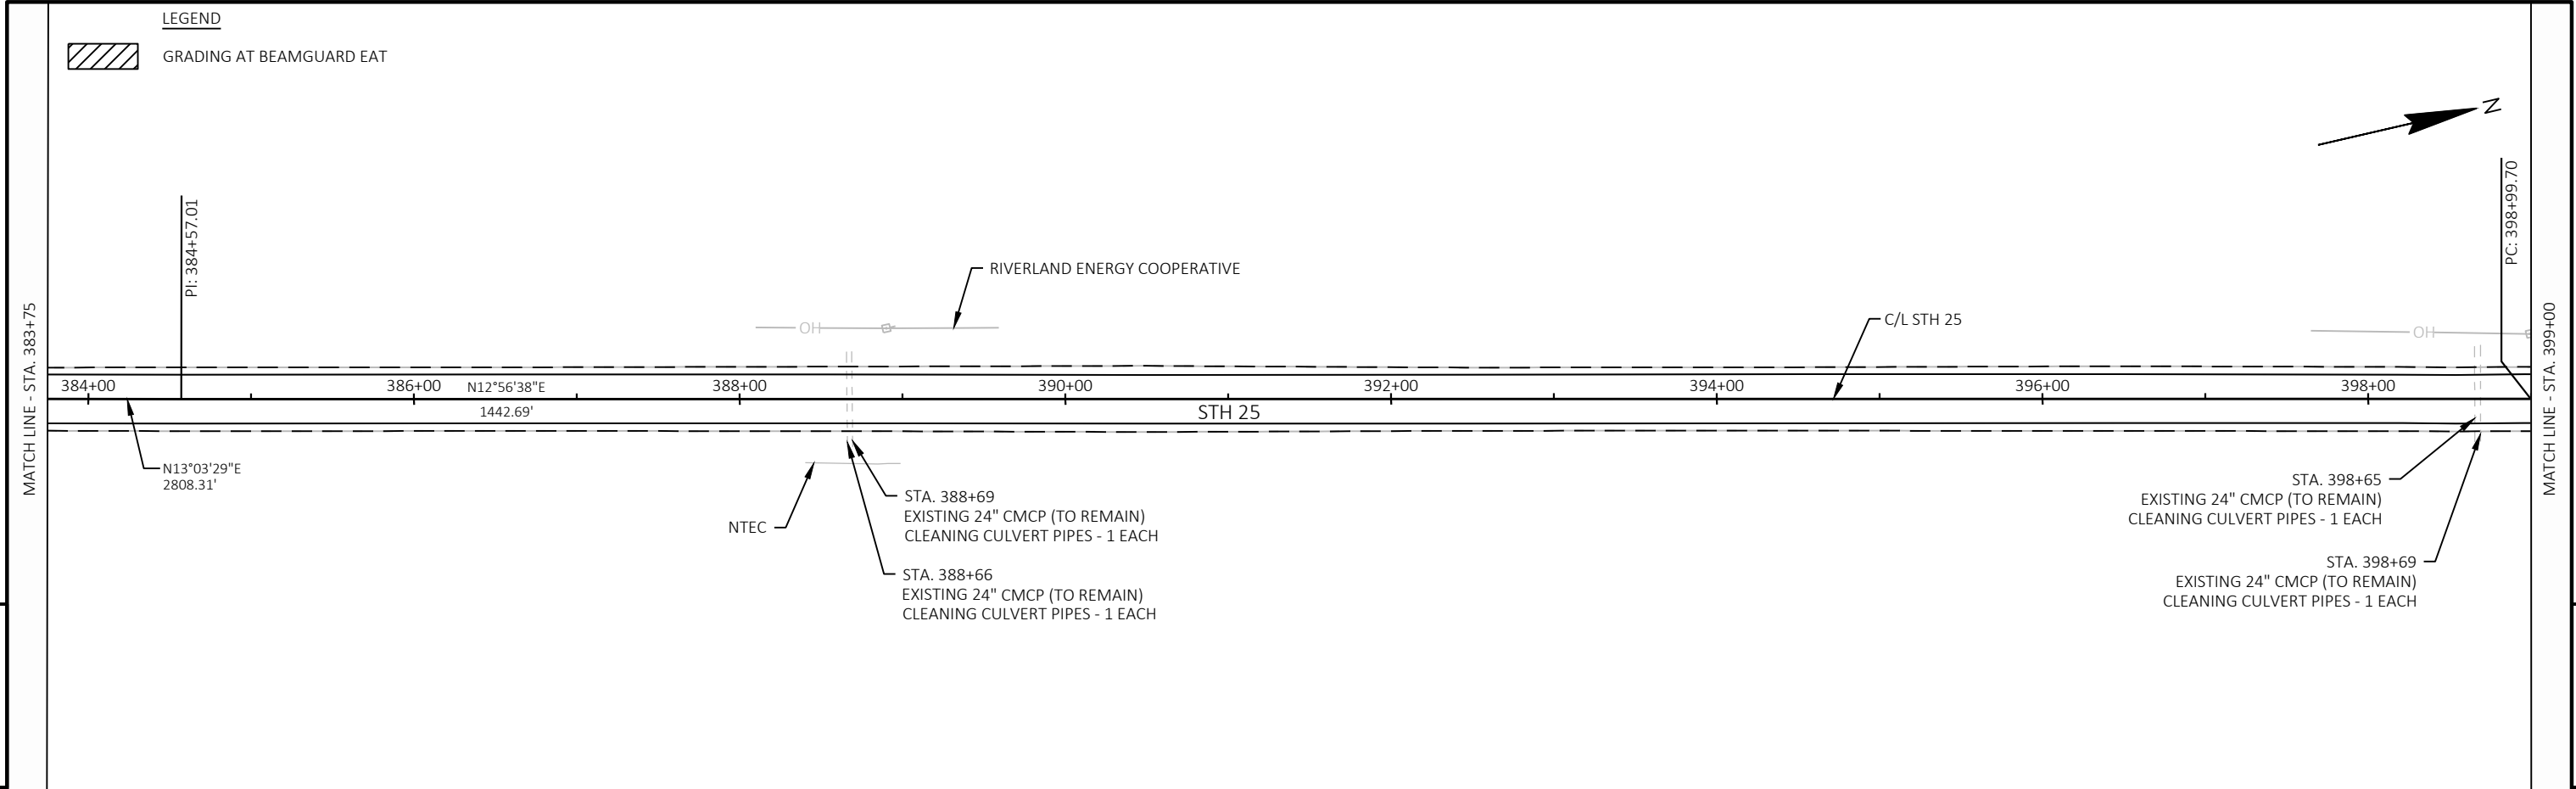 LEGEND
GRADING AT BEAMGUARD EAT
N
MATCH LINE - STA. 383+75
PI: 384+57.01
PC: 398+99.70
MATCH LINE - STA. 399+00
RIVERLAND ENERGY COOPERATIVE
OH
C/L STH 25
OH
384+00
386+00
N12°56'38"E
1442.69'
388+00
390+00
392+00
394+00
396+00
398+00
STH 25
N13°03'29"E
2808.31'
NTEC
STA. 388+69
EXISTING 24" CMCP (TO REMAIN)
CLEANING CULVERT PIPES - 1 EACH
STA. 388+66
EXISTING 24" CMCP (TO REMAIN)
CLEANING CULVERT PIPES - 1 EACH
STA. 398+65
EXISTING 24" CMCP (TO REMAIN)
CLEANING CULVERT PIPES - 1 EACH
STA. 398+69
EXISTING 24" CMCP (TO REMAIN)
CLEANING CULVERT PIPES - 1 EACH